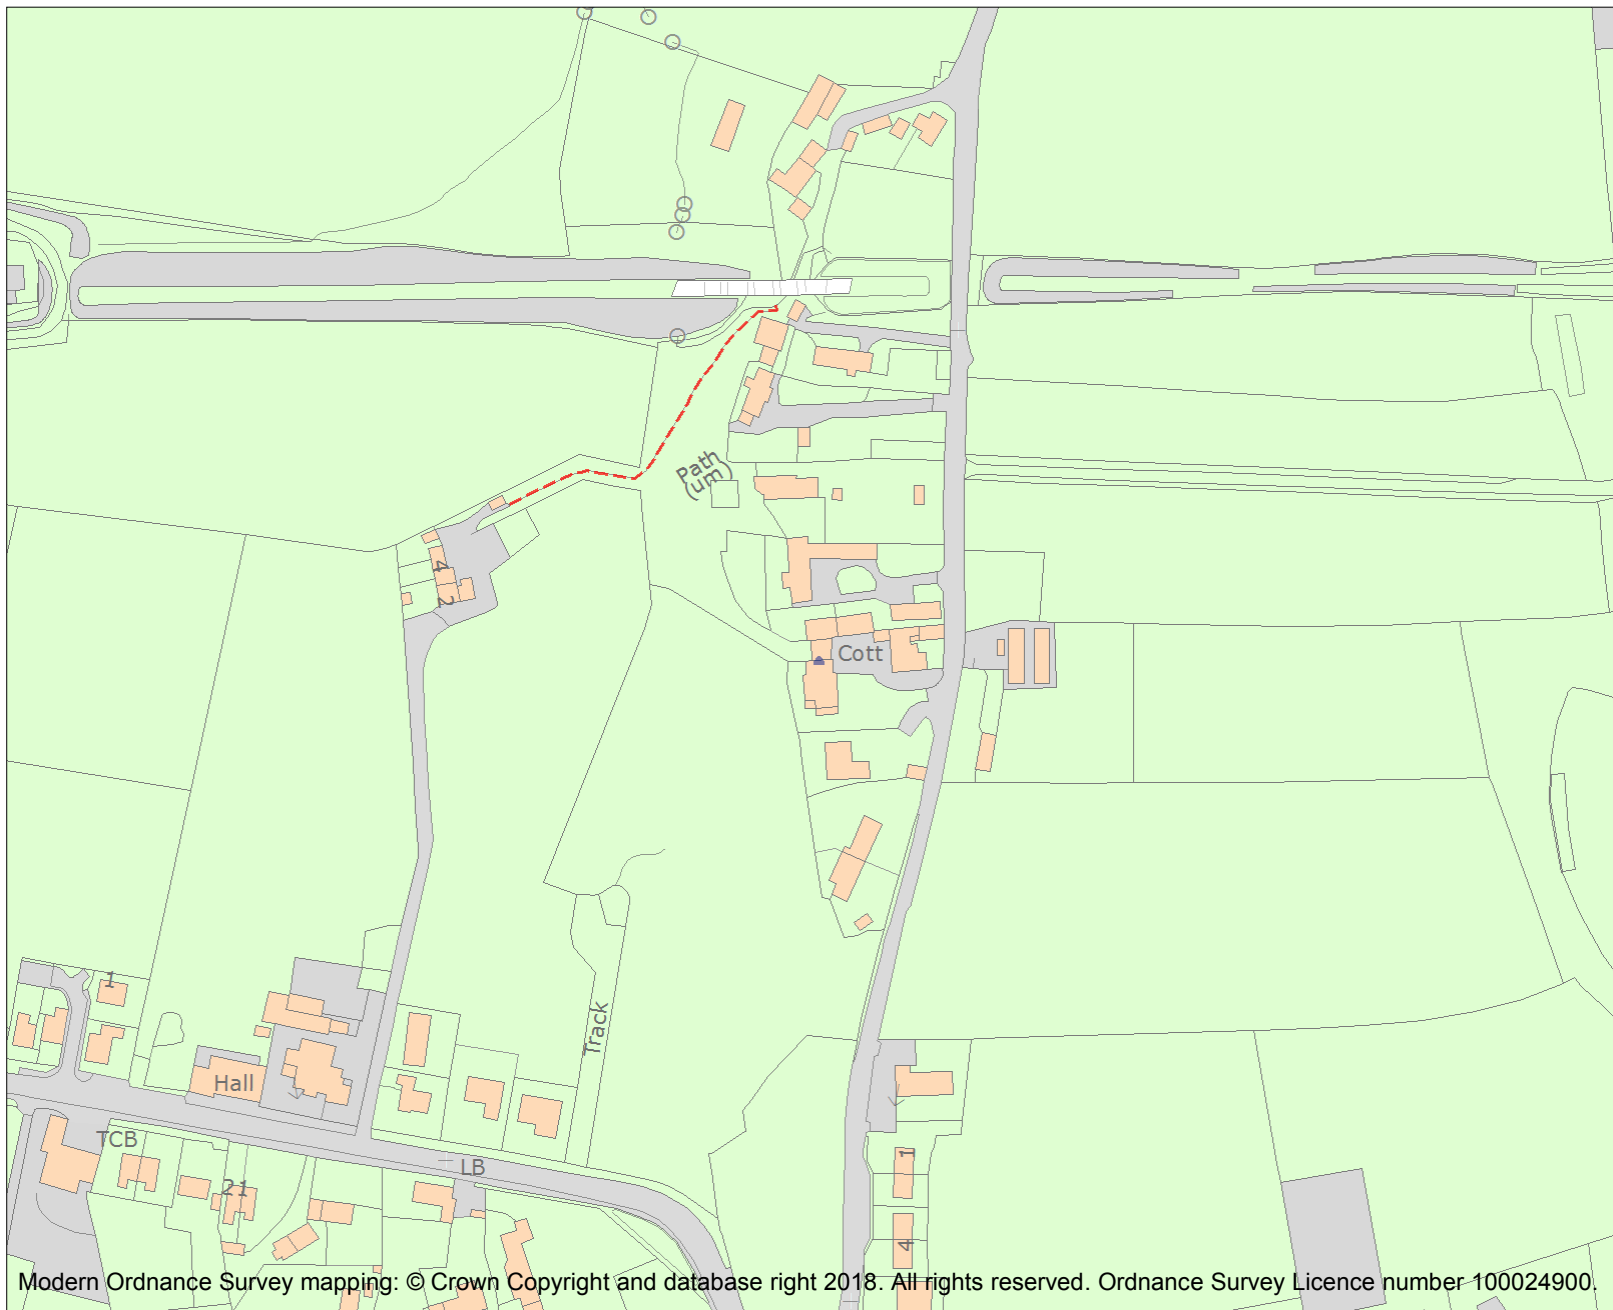 Path
(um)
4
2
Cott
1
Track
Hall
TCB
LB
21
1
4
Modern Ordnance Survey mapping: © Crown Copyright and database right 2018. All rights reserved. Ordnance Survey Licence number 100024900.